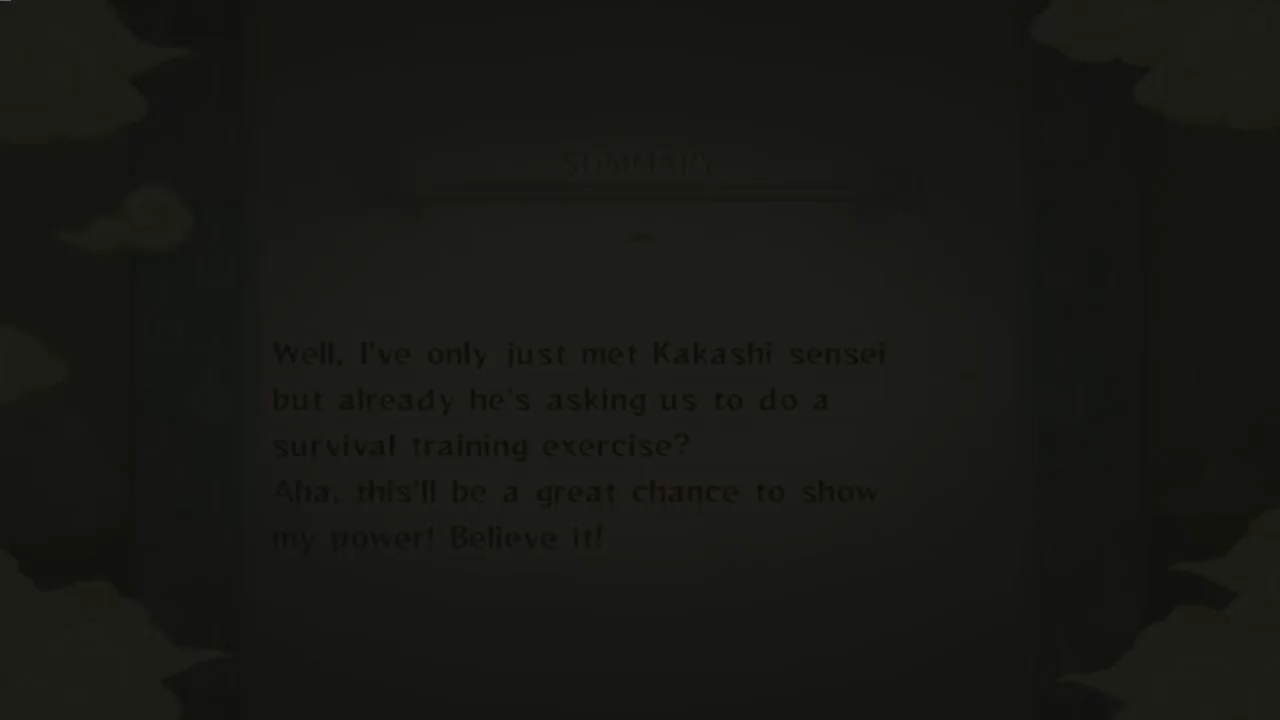 SUMMARY
Well, I've only just met Kakashi sensei
but already he's asking us to do a
survival training exercise?
Aha, this'll be a great chance to show
my power! Believe it!